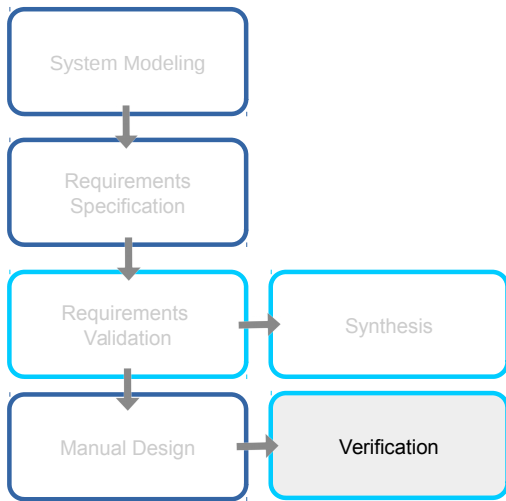 System Modeling
Requirements
Specification
Requirements
Validation
Synthesis
Manual Design
Verification